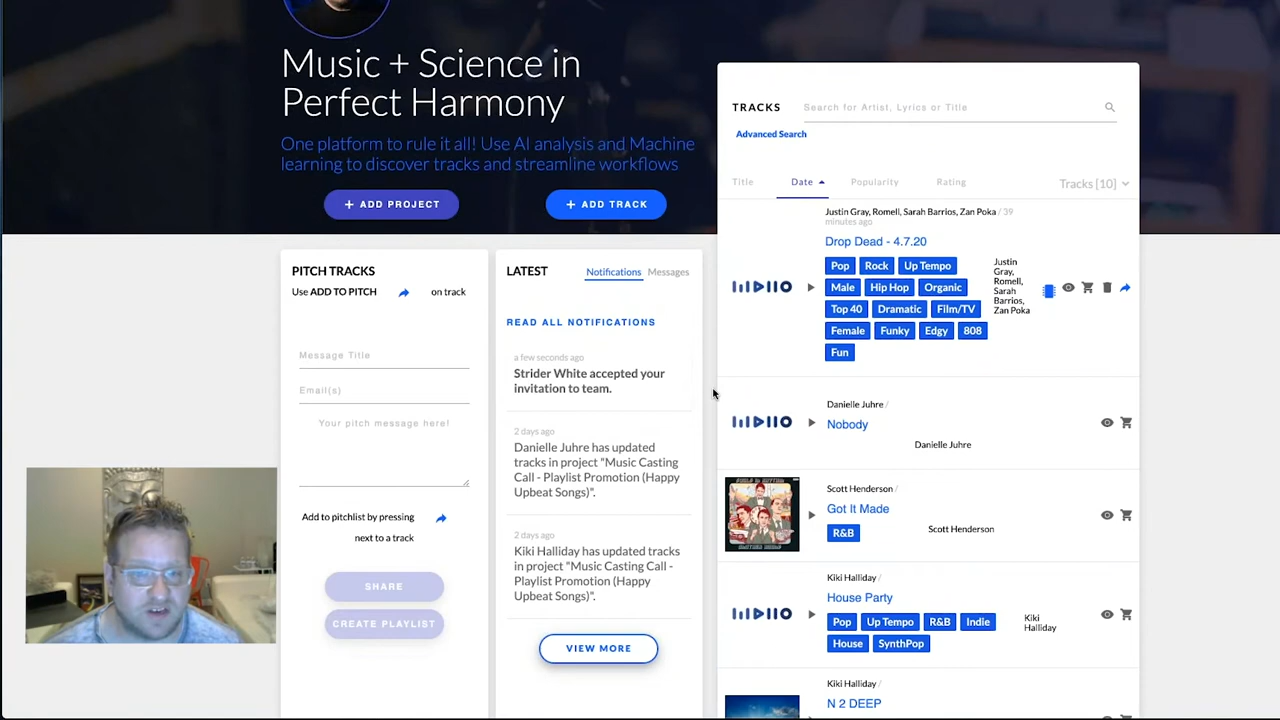 Music + Science in
Perfect Harmony
One platform to rule it all! Use AI analysis and Machine
learning to discover tracks and streamline workflows
+ ADD PROJECT
+ ADD TRACK
PITCH TRACKS
Use ADD TO PITCH on track
Message Title
Email(s)
Your pitch message here!
Add to pitchlist by pressing
next to a track
SHARE
CREATE PLAYLIST
LATEST
Notifications
Messages
READ ALL NOTIFICATIONS
a few seconds ago
Strider White accepted your
invitation to team.
2 days ago
Danielle Juhre has updated
tracks in project "Music Casting
Call - Playlist Promotion (Happy
Upbeat Songs)".
2 days ago
Kiki Halliday has updated tracks
in project "Music Casting Call -
Playlist Promotion (Happy
Upbeat Songs)".
VIEW MORE
TRACKS
Search for Artist, Lyrics or Title
Advanced Search
Title
Date
Popularity
Rating
Tracks [10]
Justin Gray, Romell, Sarah Barrios, Zan Poka / 39
minutes ago
Drop Dead - 4.7.20
Pop Rock Up Tempo
Male Hip Hop Organic
Top 40 Dramatic Film/TV
Female Funky Edgy 808
Fun
Justin
Gray,
Romell,
Sarah
Barrios,
Zan Poka
Danielle Juhre /
Nobody
Danielle Juhre
Scott Henderson /
Got It Made
R&B
Scott Henderson
Kiki Halliday /
House Party
Pop Up Tempo R&B Indie
House SynthPop
Kiki
Halliday
Kiki Halliday /
N 2 DEEP